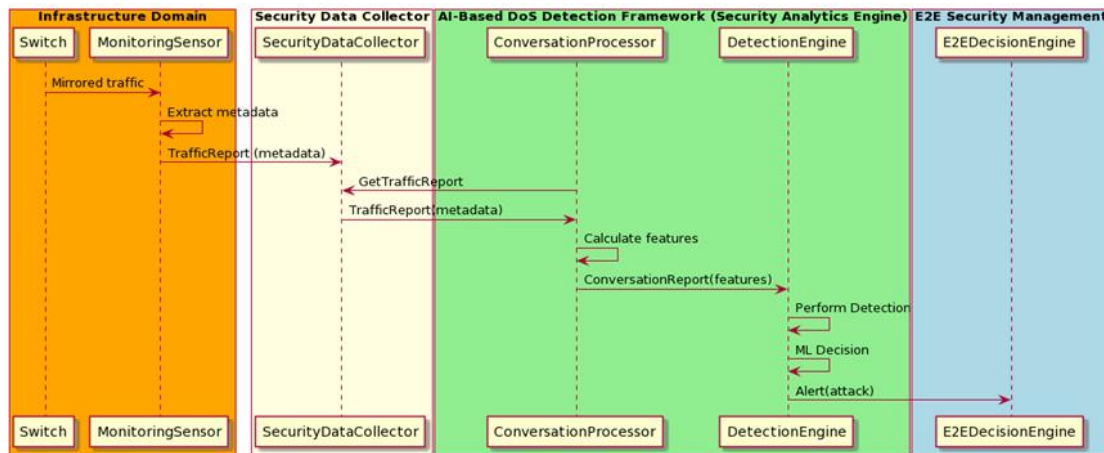 Infrastructure Domain
Security Data Collector
AI-Based DoS Detection Framework (Security Analytics Engine)
E2E Security Management
Switch
MonitoringSensor
SecurityDataCollector
ConversationProcessor
DetectionEngine
E2EDecisionEngine
Mirrored traffic
Extract metadata
TrafficReport (metadata)
GetTrafficReport
TrafficReport(metadata)
Calculate features
ConversationReport(features)
Perform Detection
ML Decision
Alert(attack)
Switch
MonitoringSensor
SecurityDataCollector
ConversationProcessor
DetectionEngine
E2EDecisionEngine